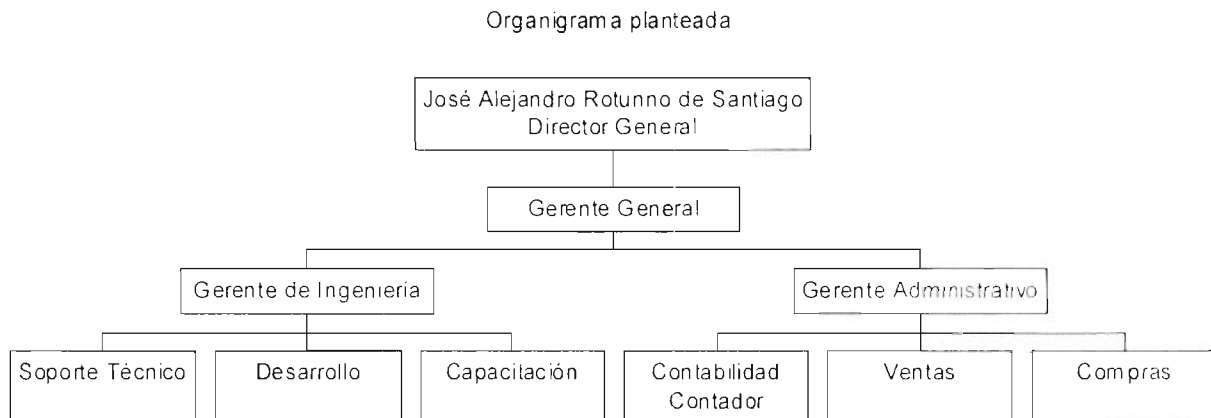 Organigrama planteada
José Alejandro Rotunno de Santiago
Director General
Gerente General
Gerente de Ingeniería
Gerente Administrativo
Soporte Técnico
Desarrollo
Capacitación
Contabilidad
Contador
Ventas
Compras